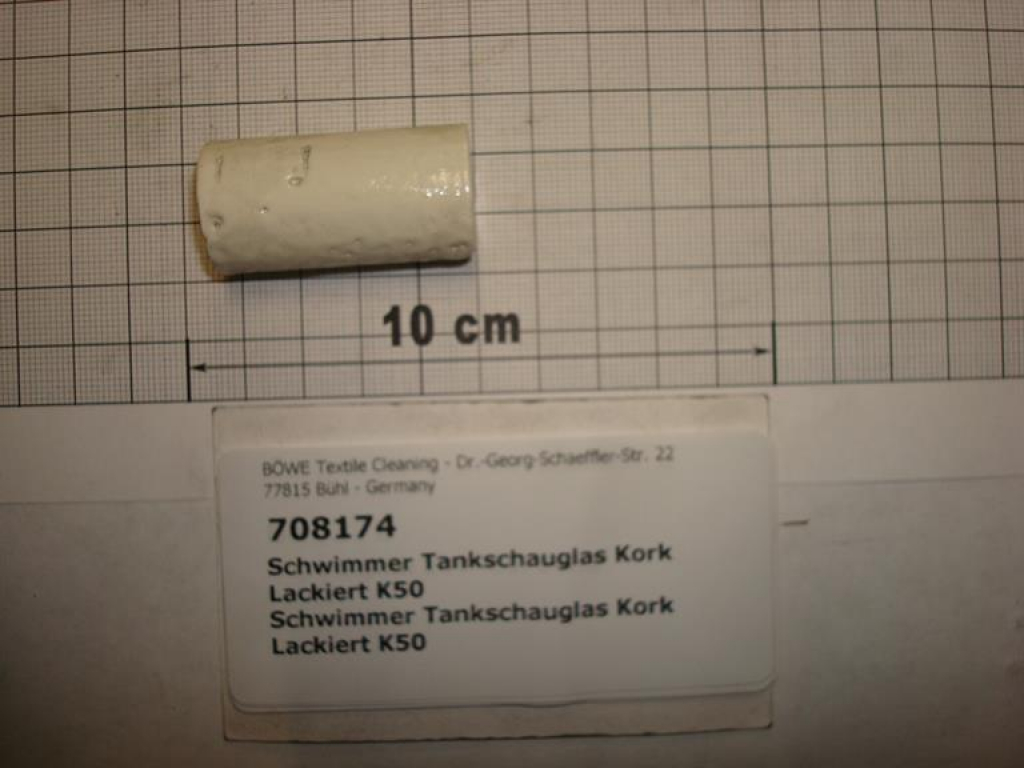 10 cm
BÖWE Textile Cleaning - Dr.-Georg-Schaeffler-Str. 22
77815 Bühl - Germany
708174
Schwimmer Tankschauglas Kork
Lackiert K50
Schwimmer Tankschauglas Kork
Lackiert K50